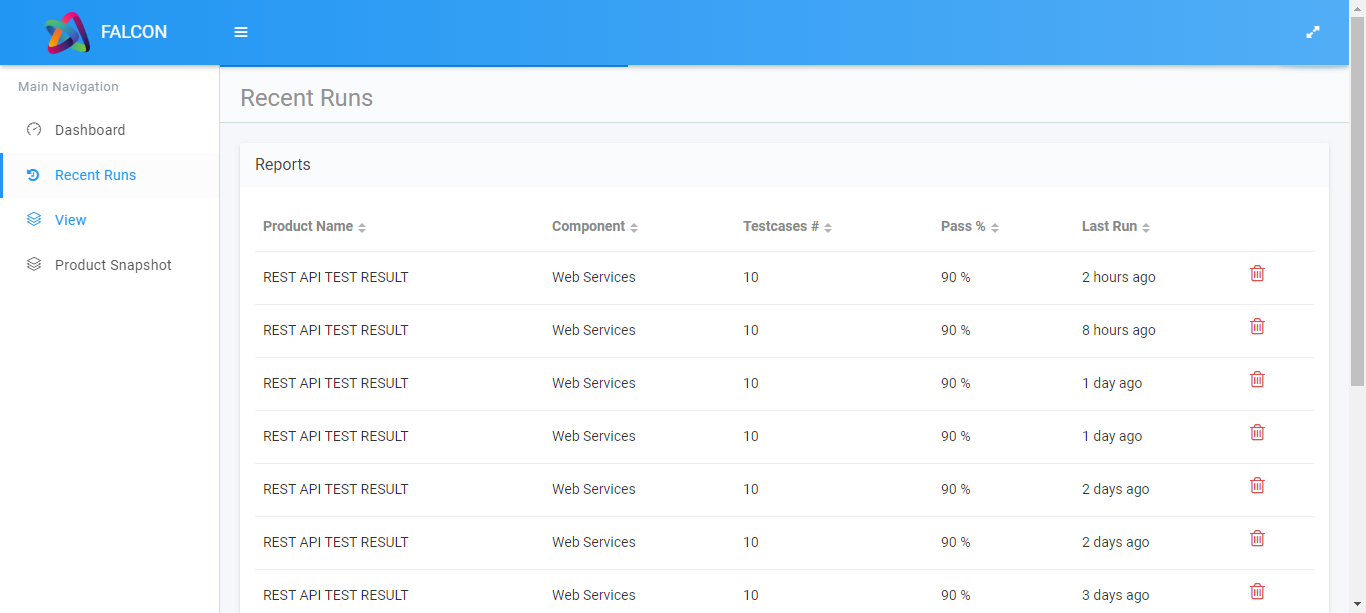 FALCON
Main Navigation
Dashboard
Recent Runs
View
Product Snapshot
Recent Runs
Reports
Product Name Component Testcases # Pass % Last Run
REST API TEST RESULT Web Services 10 90 % 2 hours ago
REST API TEST RESULT Web Services 10 90 % 8 hours ago
REST API TEST RESULT Web Services 10 90 % 1 day ago
REST API TEST RESULT Web Services 10 90 % 1 day ago
REST API TEST RESULT Web Services 10 90 % 2 days ago
REST API TEST RESULT Web Services 10 90 % 2 days ago
REST API TEST RESULT Web Services 10 90 % 3 days ago